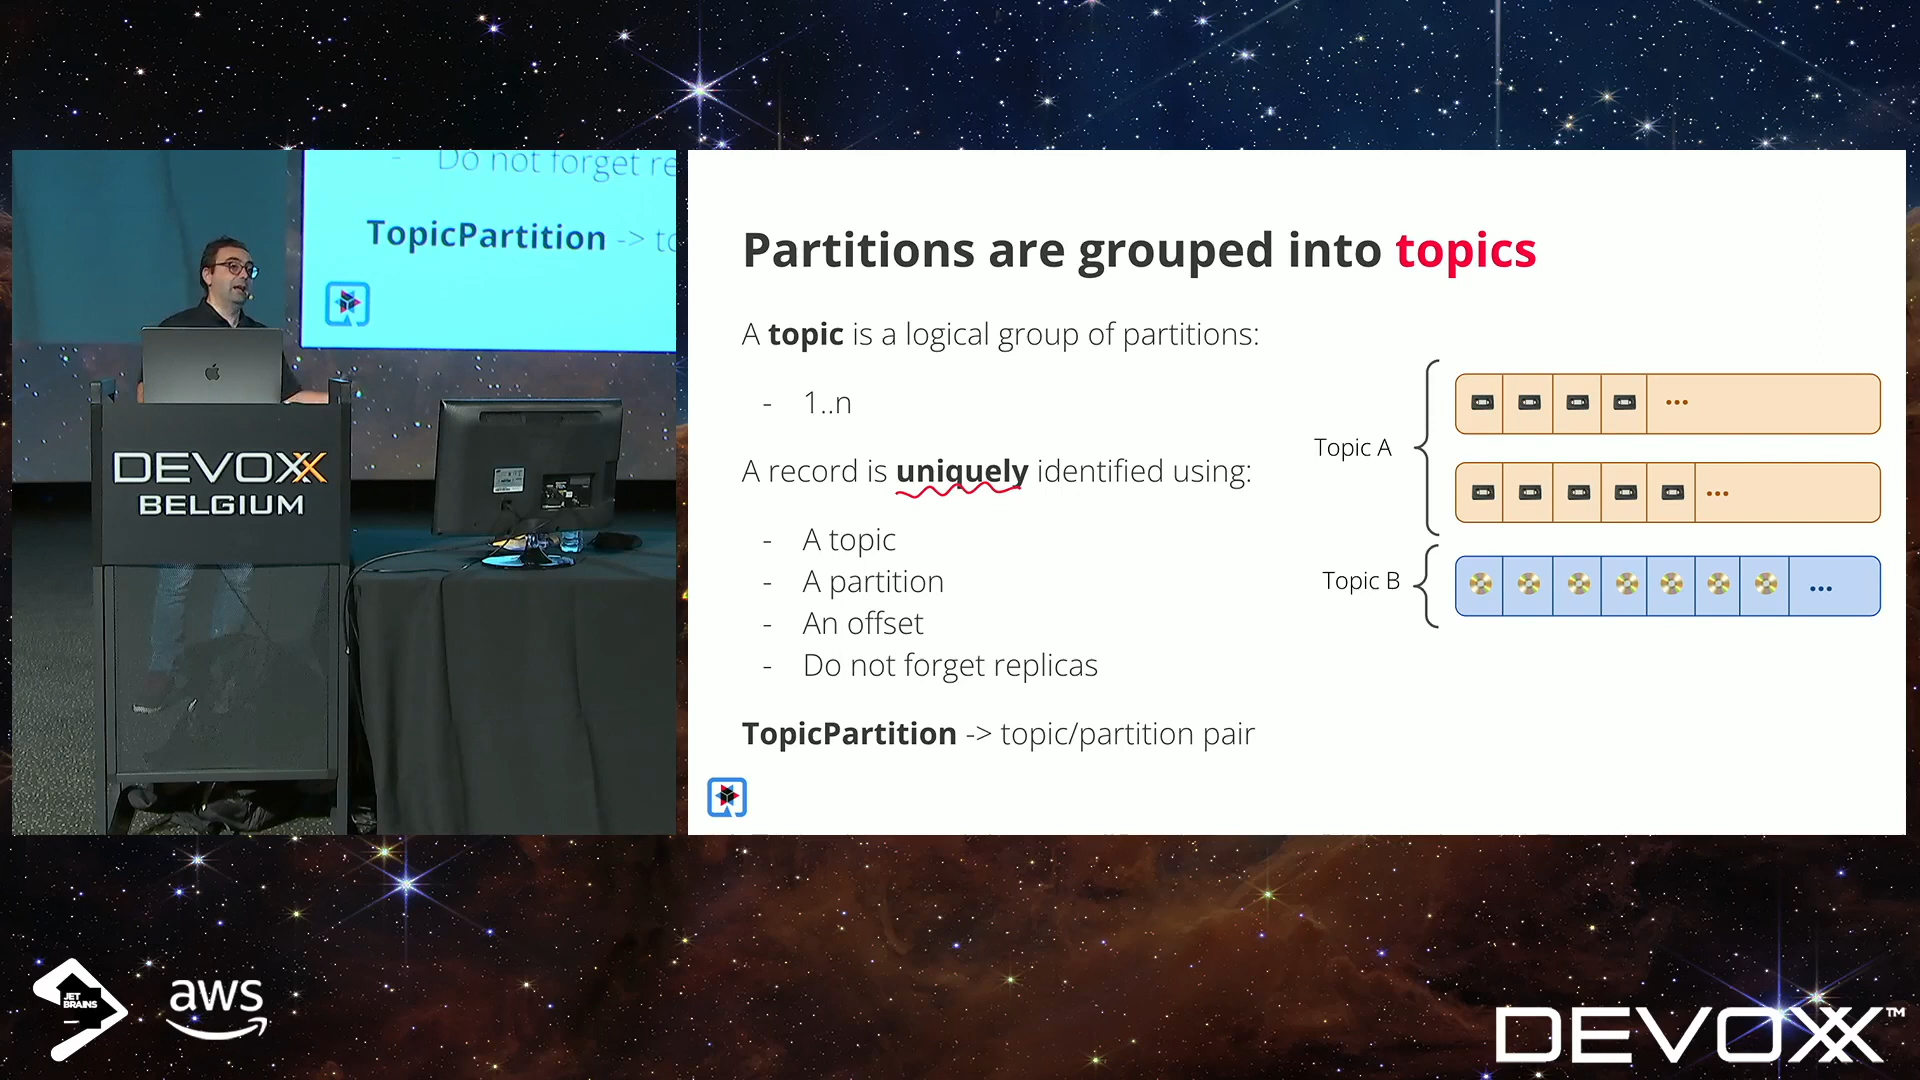 Do not forget re
TopicPartition -> to
DEVOXX
BELGIUM
Partitions are grouped into topics
A topic is a logical group of partitions:
- 1..n
A record is uniquely identified using:
- A topic
- A partition
- An offset
- Do not forget replicas
TopicPartition -> topic/partition pair
Topic A
...
...
Topic B
...
JET
BRAINS
aws
DEVOXX™